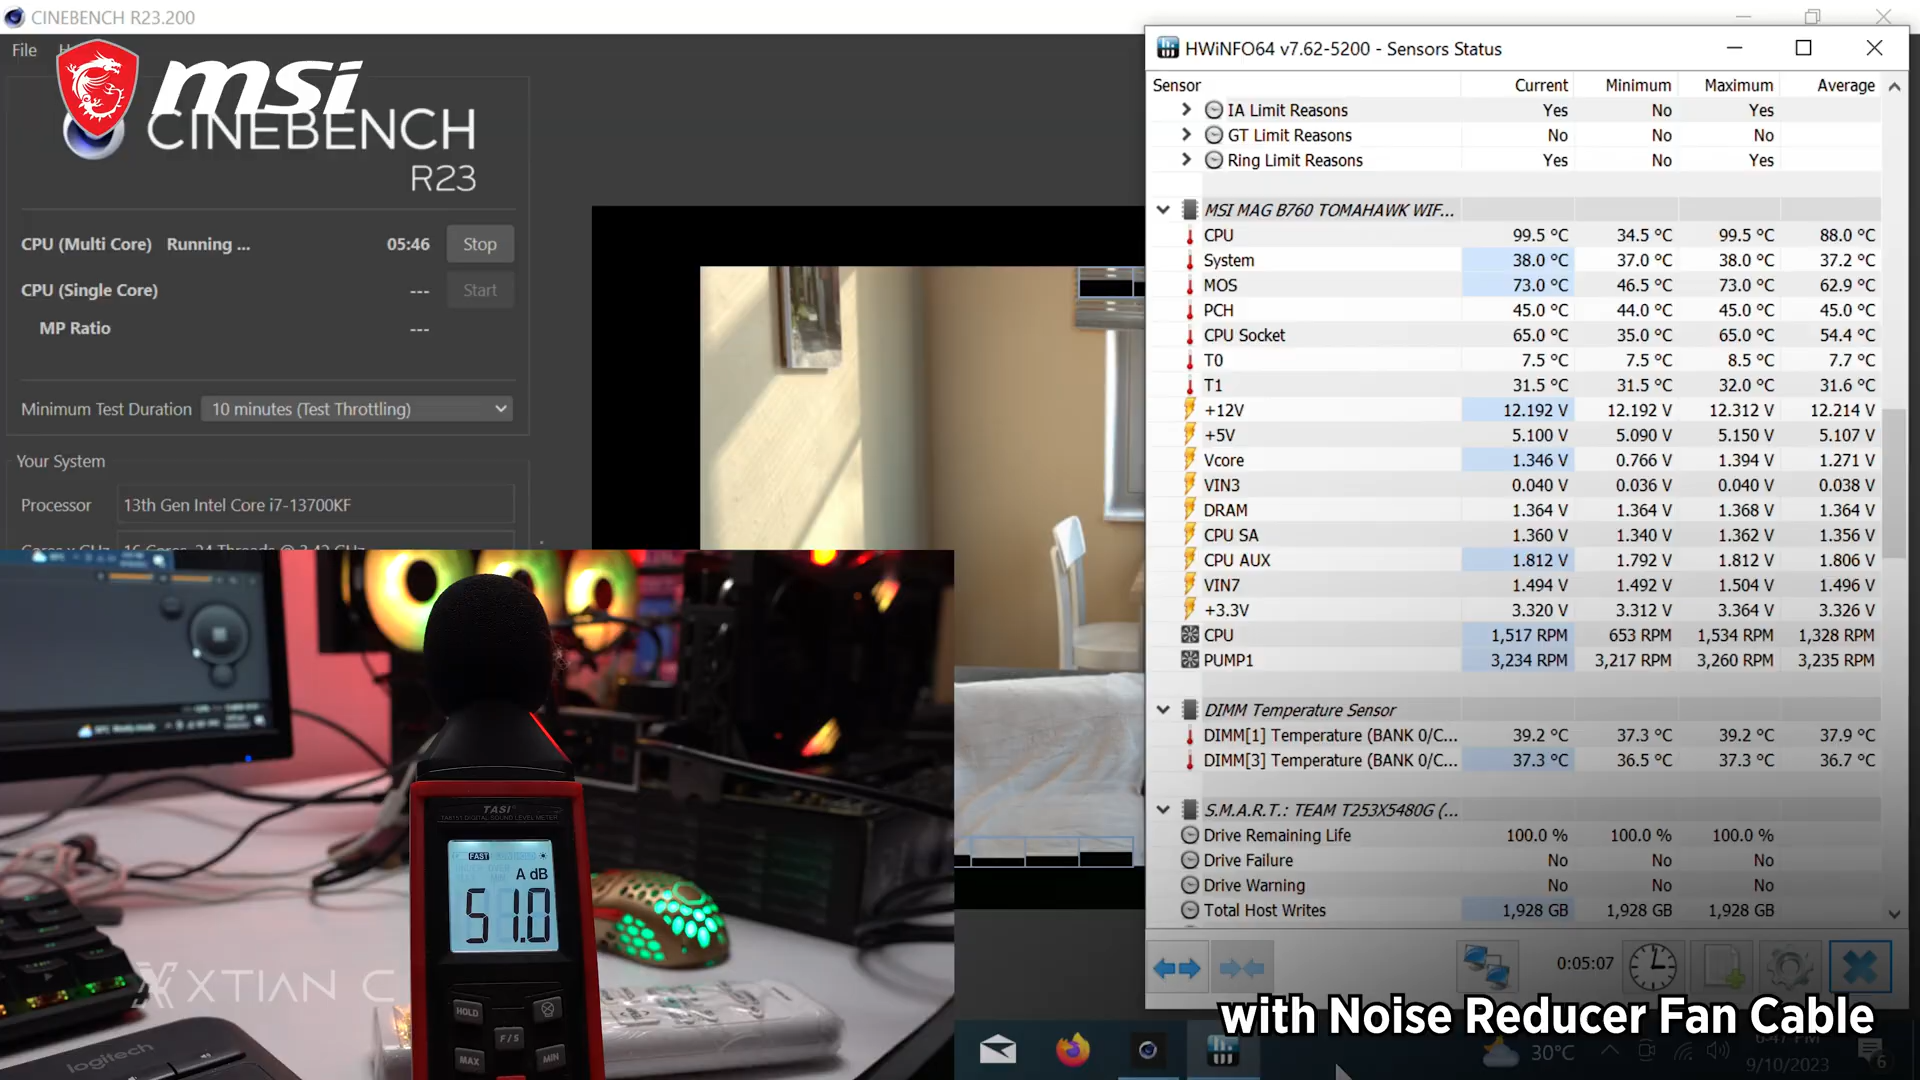 CINEBENCH R23.200
File
msi
CINEBENCH
R23
CPU (Multi Core) Running ... 05:46 Stop
CPU (Single Core) --- Start
MP Ratio ---
Minimum Test Duration 10 minutes (Test Throttling)
Your System
Processor 13th Gen Intel Core i7-13700KF
HWiNFO64 v7.62-5200 - Sensors Status
Sensor Current Minimum Maximum Average
IA Limit Reasons Yes No Yes
GT Limit Reasons No No No
Ring Limit Reasons Yes No Yes
MSI MAG B760 TOMAHAWK WIF...
CPU 99.5 °C 34.5 °C 99.5 °C 88.0 °C
System 38.0 °C 37.0 °C 38.0 °C 37.2 °C
MOS 73.0 °C 46.5 °C 73.0 °C 62.9 °C
PCH 45.0 °C 44.0 °C 45.0 °C 45.0 °C
CPU Socket 65.0 °C 35.0 °C 65.0 °C 54.4 °C
T0 7.5 °C 7.5 °C 8.5 °C 7.7 °C
T1 31.5 °C 31.5 °C 32.0 °C 31.6 °C
+12V 12.192 V 12.192 V 12.312 V 12.214 V
+5V 5.100 V 5.090 V 5.150 V 5.107 V
Vcore 1.346 V 0.766 V 1.394 V 1.271 V
VIN3 0.040 V 0.036 V 0.040 V 0.038 V
DRAM 1.364 V 1.364 V 1.368 V 1.364 V
CPU SA 1.360 V 1.340 V 1.362 V 1.356 V
CPU AUX 1.812 V 1.792 V 1.812 V 1.806 V
VIN7 1.494 V 1.492 V 1.504 V 1.496 V
+3.3V 3.320 V 3.312 V 3.364 V 3.326 V
CPU 1,517 RPM 653 RPM 1,534 RPM 1,328 RPM
PUMP1 3,234 RPM 3,217 RPM 3,260 RPM 3,235 RPM
DIMM Temperature Sensor
DIMM[1] Temperature (BANK 0/C... 39.2 °C 37.3 °C 39.2 °C 37.9 °C
DIMM[3] Temperature (BANK 0/C... 37.3 °C 36.5 °C 37.3 °C 36.7 °C
S.M.A.R.T.: TEAM T253X5480G (...
Drive Remaining Life 100.0 % 100.0 % 100.0 %
Drive Failure No No No
Drive Warning No No No
Total Host Writes 1,928 GB 1,928 GB 1,928 GB
0:05:07
TASI
FAST
A dB
51.0
HOLD
F/S
MAX
MIN
XTIAN C
logitech
with Noise Reducer Fan Cable
30°C
9/10/2023
6